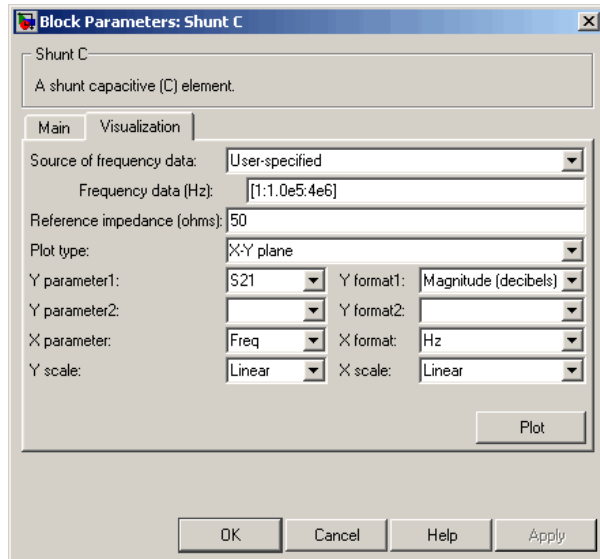 Block Parameters: Shunt C
Shunt C
A shunt capacitive (C) element.
Main Visualization
Source of frequency data: User-specified
Frequency data (Hz): [1:1.0e5:4e6]
Reference impedance (ohms): 50
Plot type: X-Y plane
Y parameter1: S21 Y format1: Magnitude (decibels)
Y parameter2: Y format2:
X parameter: Freq X format: Hz
Y scale: Linear X scale: Linear
Plot
OK Cancel Help Apply